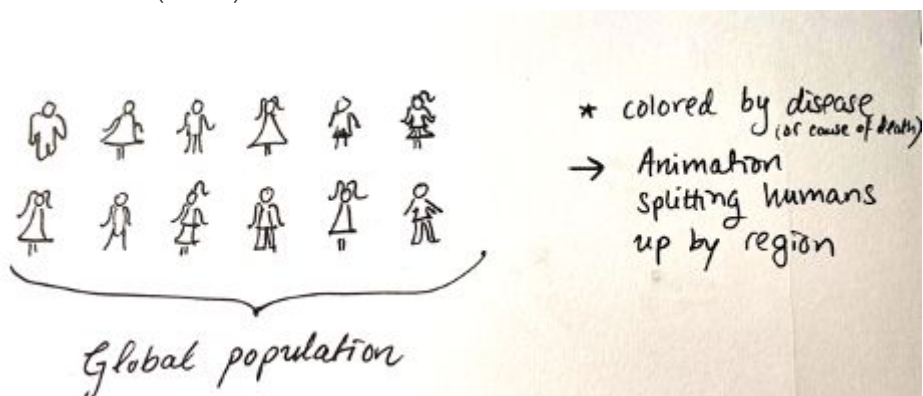 * colored by disease
(or cause of death)
→ Animation
splitting humans
up by region
Global population